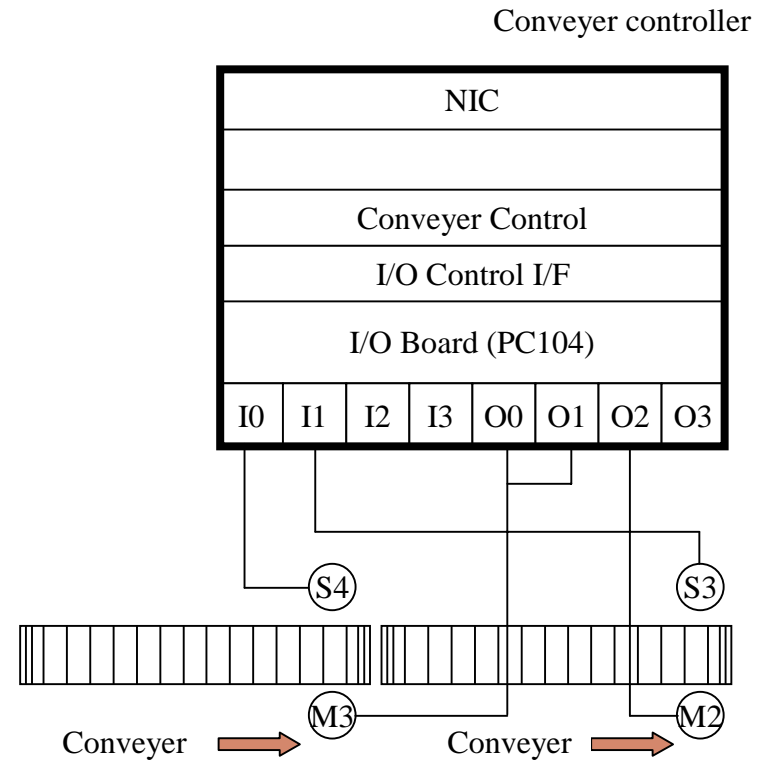 Conveyer controller
NIC
Conveyer Control
I/O Control I/F
I/O Board (PC104)
I0 I1 I2 I3 O0 O1 O2 O3
S4 S3
M3 M2
Conveyer Conveyer